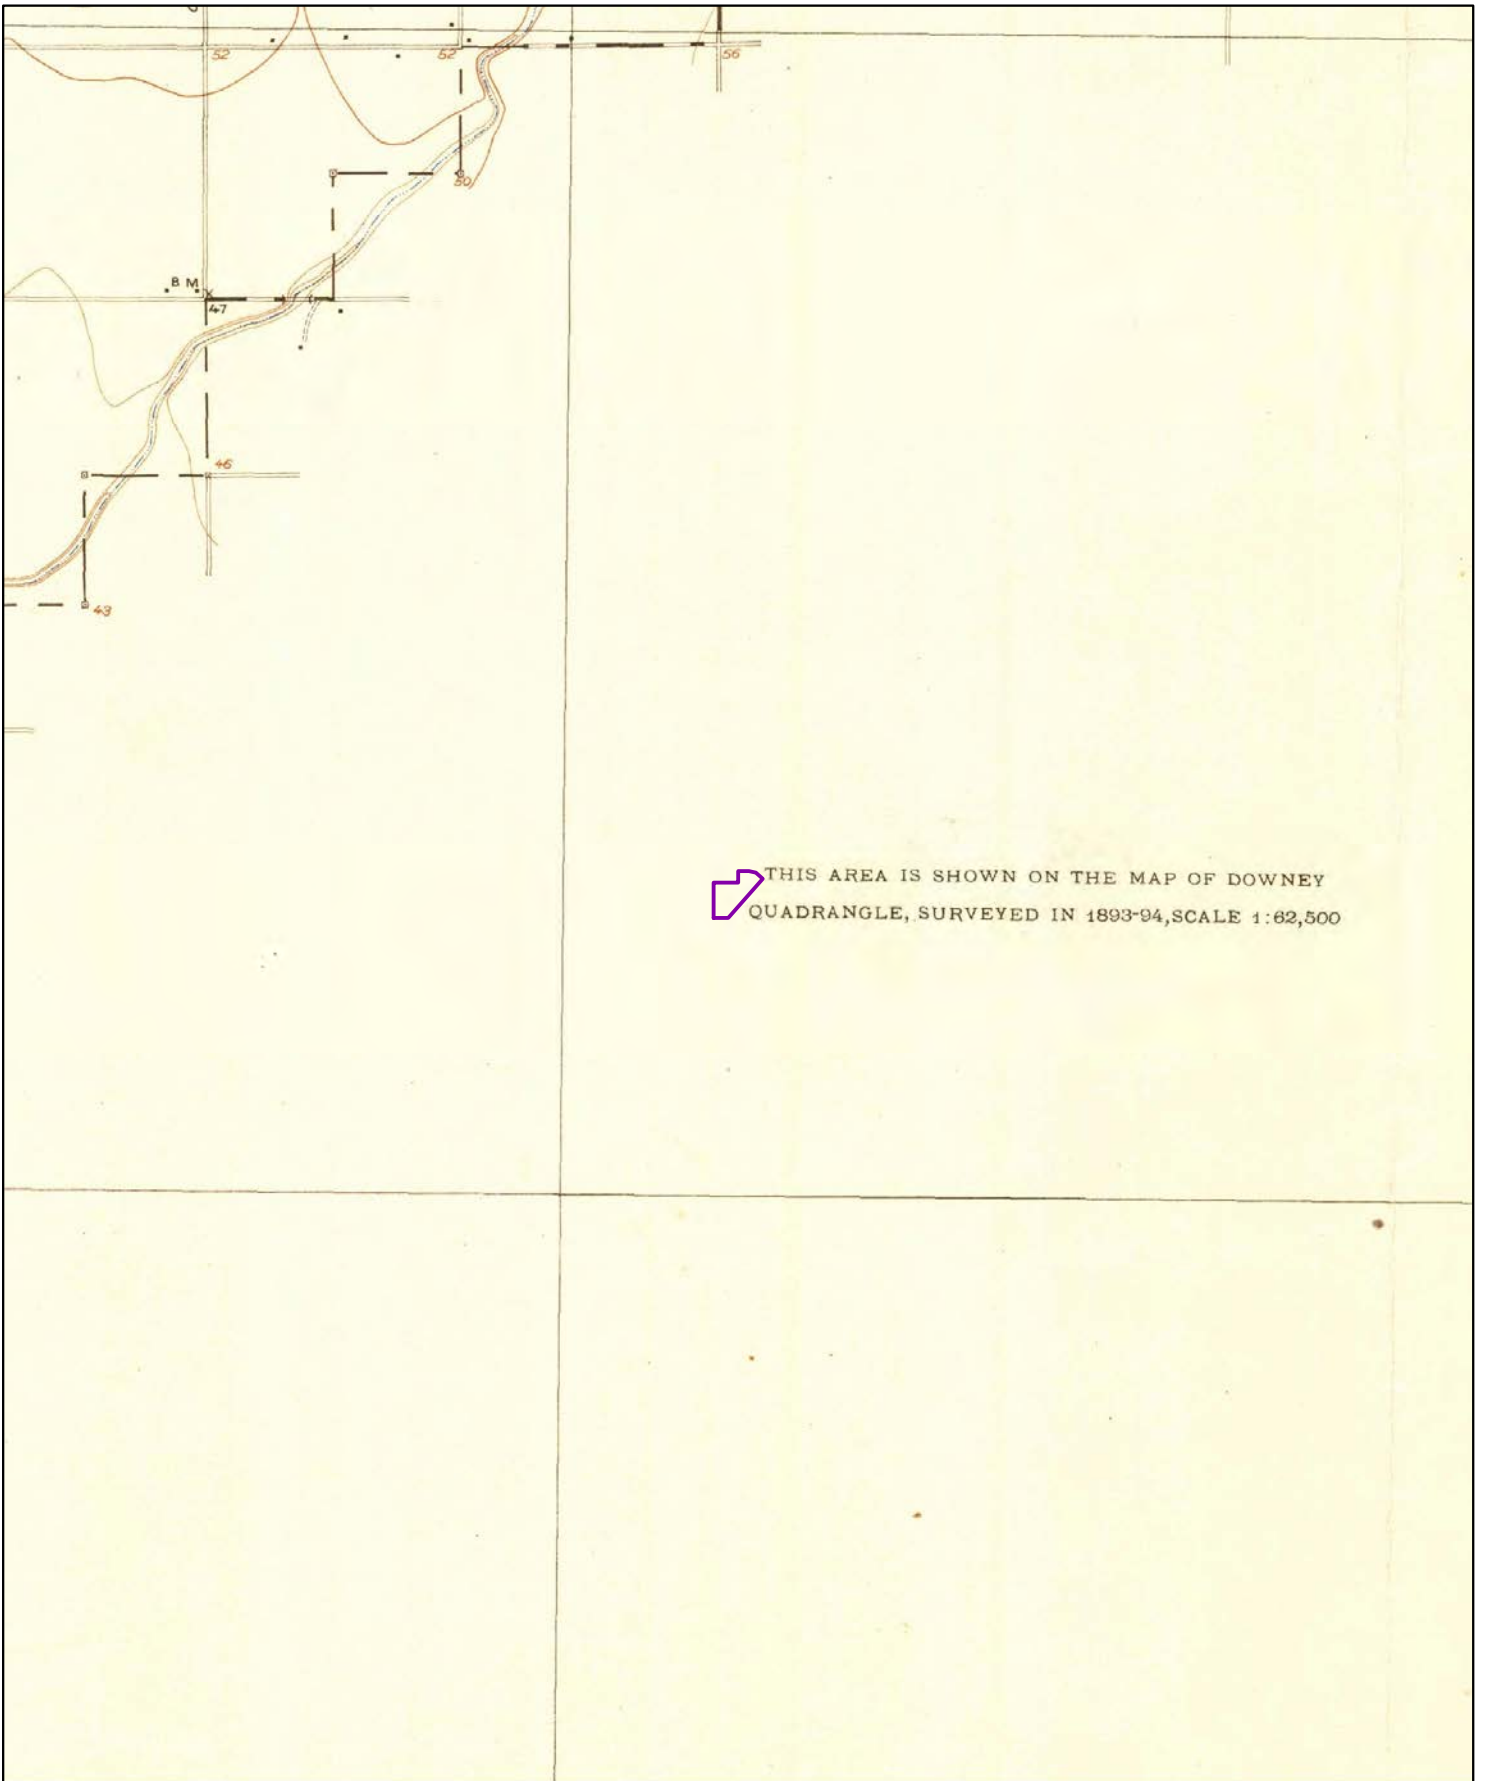 52
52
56
50
B M
47
46
43
THIS AREA IS SHOWN ON THE MAP OF DOWNEY
QUADRANGLE, SURVEYED IN 1893-94, SCALE 1:62,500